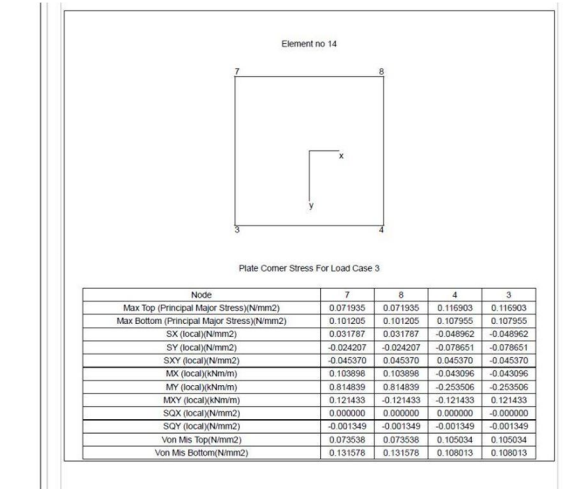 Element no 14
7 8
x
y
3 4
Plate Corner Stress For Load Case 3
Node 7 8 4 3
Max Top (Principal Major Stress)(N/mm2) 0.071935 0.071935 0.116903 0.116903
Max Bottom (Principal Major Stress)(N/mm2) 0.101205 0.101205 0.107955 0.107955
SX (local)(N/mm2) 0.031787 0.031787 -0.048962 -0.048962
SY (local)(N/mm2) -0.024207 -0.024207 -0.078651 -0.078651
SXY (local)(N/mm2) -0.045370 0.045370 0.045370 -0.045370
MX (local)(kNm/m) 0.103898 0.103898 -0.043096 -0.043096
MY (local)(kNm/m) 0.814839 0.814839 -0.253506 -0.253506
MXY (local)(kNm/m) 0.121433 -0.121433 -0.121433 0.121433
SQX (local)(N/mm2) 0.000000 0.000000 0.000000 -0.000000
SQY (local)(N/mm2) -0.001349 -0.001349 -0.001349 -0.001349
Von Mis Top(N/mm2) 0.073538 0.073538 0.105034 0.105034
Von Mis Bottom(N/mm2) 0.131578 0.131578 0.108013 0.108013